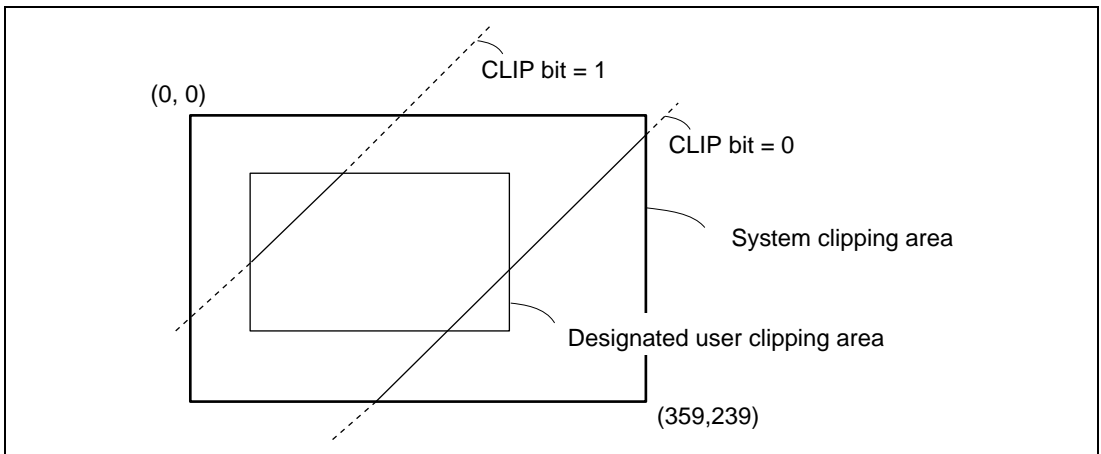 CLIP bit = 1
(0, 0)
CLIP bit = 0
System clipping area
Designated user clipping area
(359,239)